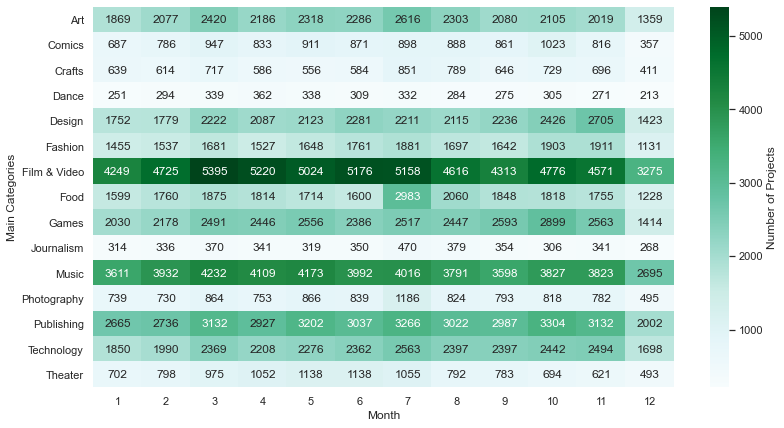 Art 1869 2077 2420 2186 2318 2286 2616 2303 2080 2105 2019 1359
Comics 687 786 947 833 911 871 898 888 861 1023 816 357
Crafts 639 614 717 586 556 584 851 789 646 729 696 411
Dance 251 294 339 362 338 309 332 284 275 305 271 213
Design 1752 1779 2222 2087 2123 2281 2211 2115 2236 2426 2705 1423
Fashion 1455 1537 1681 1527 1648 1761 1881 1697 1642 1903 1911 1131
Film & Video 4249 4725 5395 5220 5024 5176 5158 4616 4313 4776 4571 3275
Food 1599 1760 1875 1814 1714 1600 2983 2060 1848 1818 1755 1228
Games 2030 2178 2491 2446 2556 2386 2517 2447 2593 2899 2563 1414
Journalism 314 336 370 341 319 350 470 379 354 306 341 268
Music 3611 3932 4232 4109 4173 3992 4016 3791 3598 3827 3823 2695
Photography 739 730 864 753 866 839 1186 824 793 818 782 495
Publishing 2665 2736 3132 2927 3202 3037 3266 3022 2987 3304 3132 2002
Technology 1850 1990 2369 2208 2276 2362 2563 2397 2397 2442 2494 1698
Theater 702 798 975 1052 1138 1138 1055 792 783 694 621 493
1 2 3 4 5 6 7 8 9 10 11 12
Month
Main Categories
5000
4000
3000
2000
1000
Number of Projects